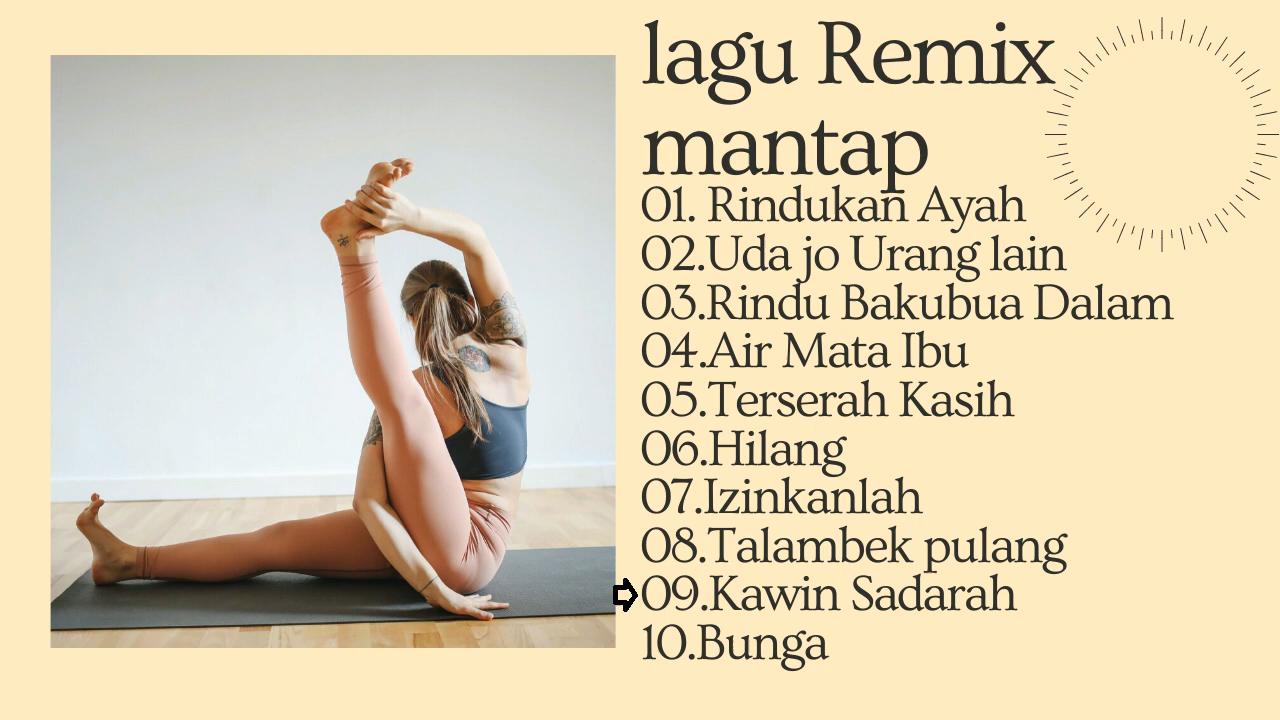 lagu Remix
mantap
01. Rindukan Ayah
02.Uda jo Urang lain
03.Rindu Bakubua Dalam
04.Air Mata Ibu
05.Terserah Kasih
06.Hilang
07.Izinkanlah
08.Talambek pulang
09.Kawin Sadarah
10.Bunga